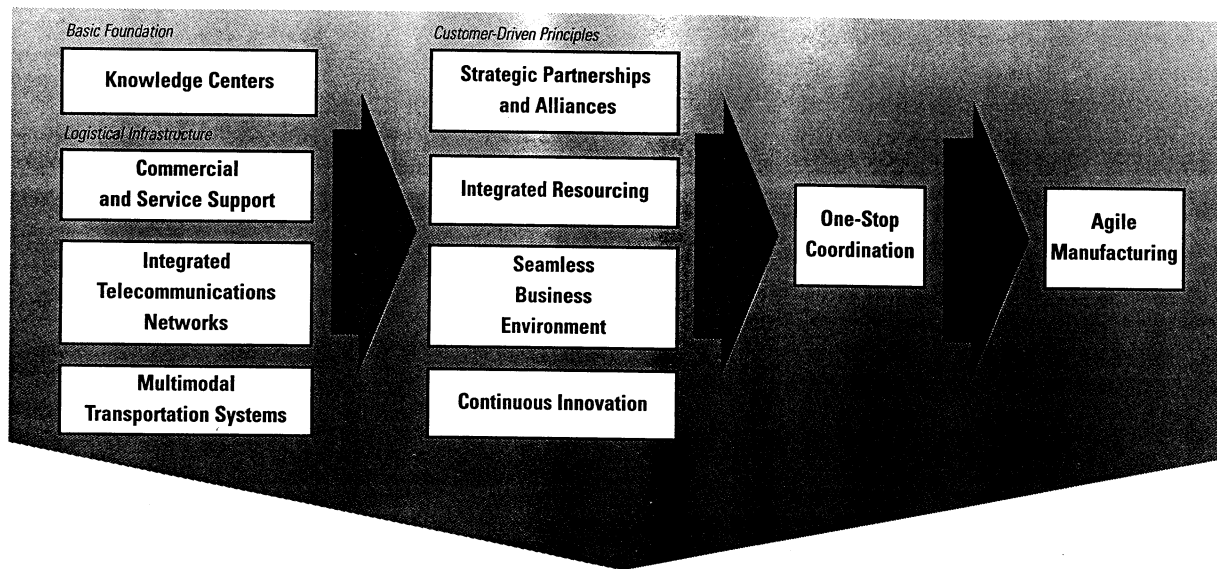 Basic Foundation
Knowledge Centers
Logistical Infrastructure
Commercial
and Service Support
Integrated
Telecommunications
Networks
Multimodal
Transportation Systems
Customer-Driven Principles
Strategic Partnerships
and Alliances
Integrated Resourcing
Seamless
Business
Environment
Continuous Innovation
One-Stop
Coordination
Agile
Manufacturing